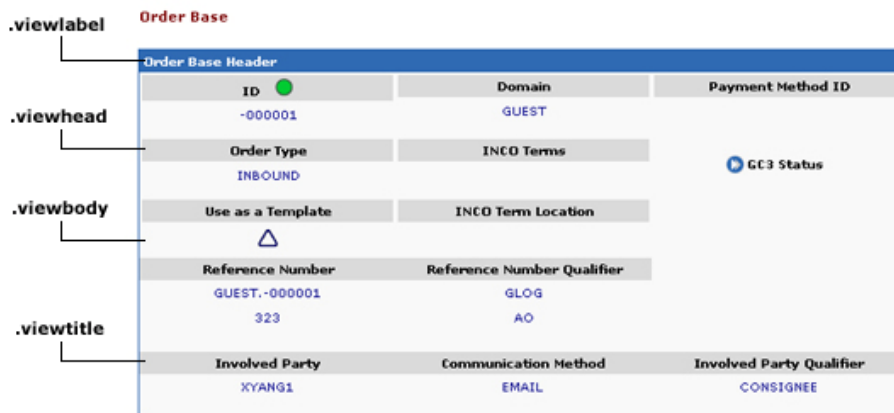 Order Base
.viewlabel
Order Base Header
ID Domain Payment Method ID
-000001 GUEST
.viewhead
Order Type INCO Terms
GC3 Status
INBOUND
.viewbody
Use as a Template INCO Term Location
Reference Number Reference Number Qualifier
GUEST.-000001 GLOG
323 AO
.viewtitle
Involved Party Communication Method Involved Party Qualifier
XYANG1 EMAIL CONSIGNEE